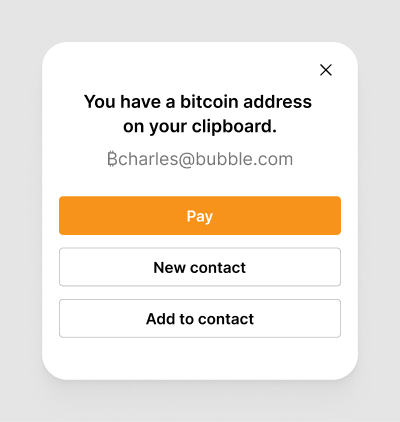 You have a bitcoin address
on your clipboard.
₿charles@bubble.com
Pay
New contact
Add to contact